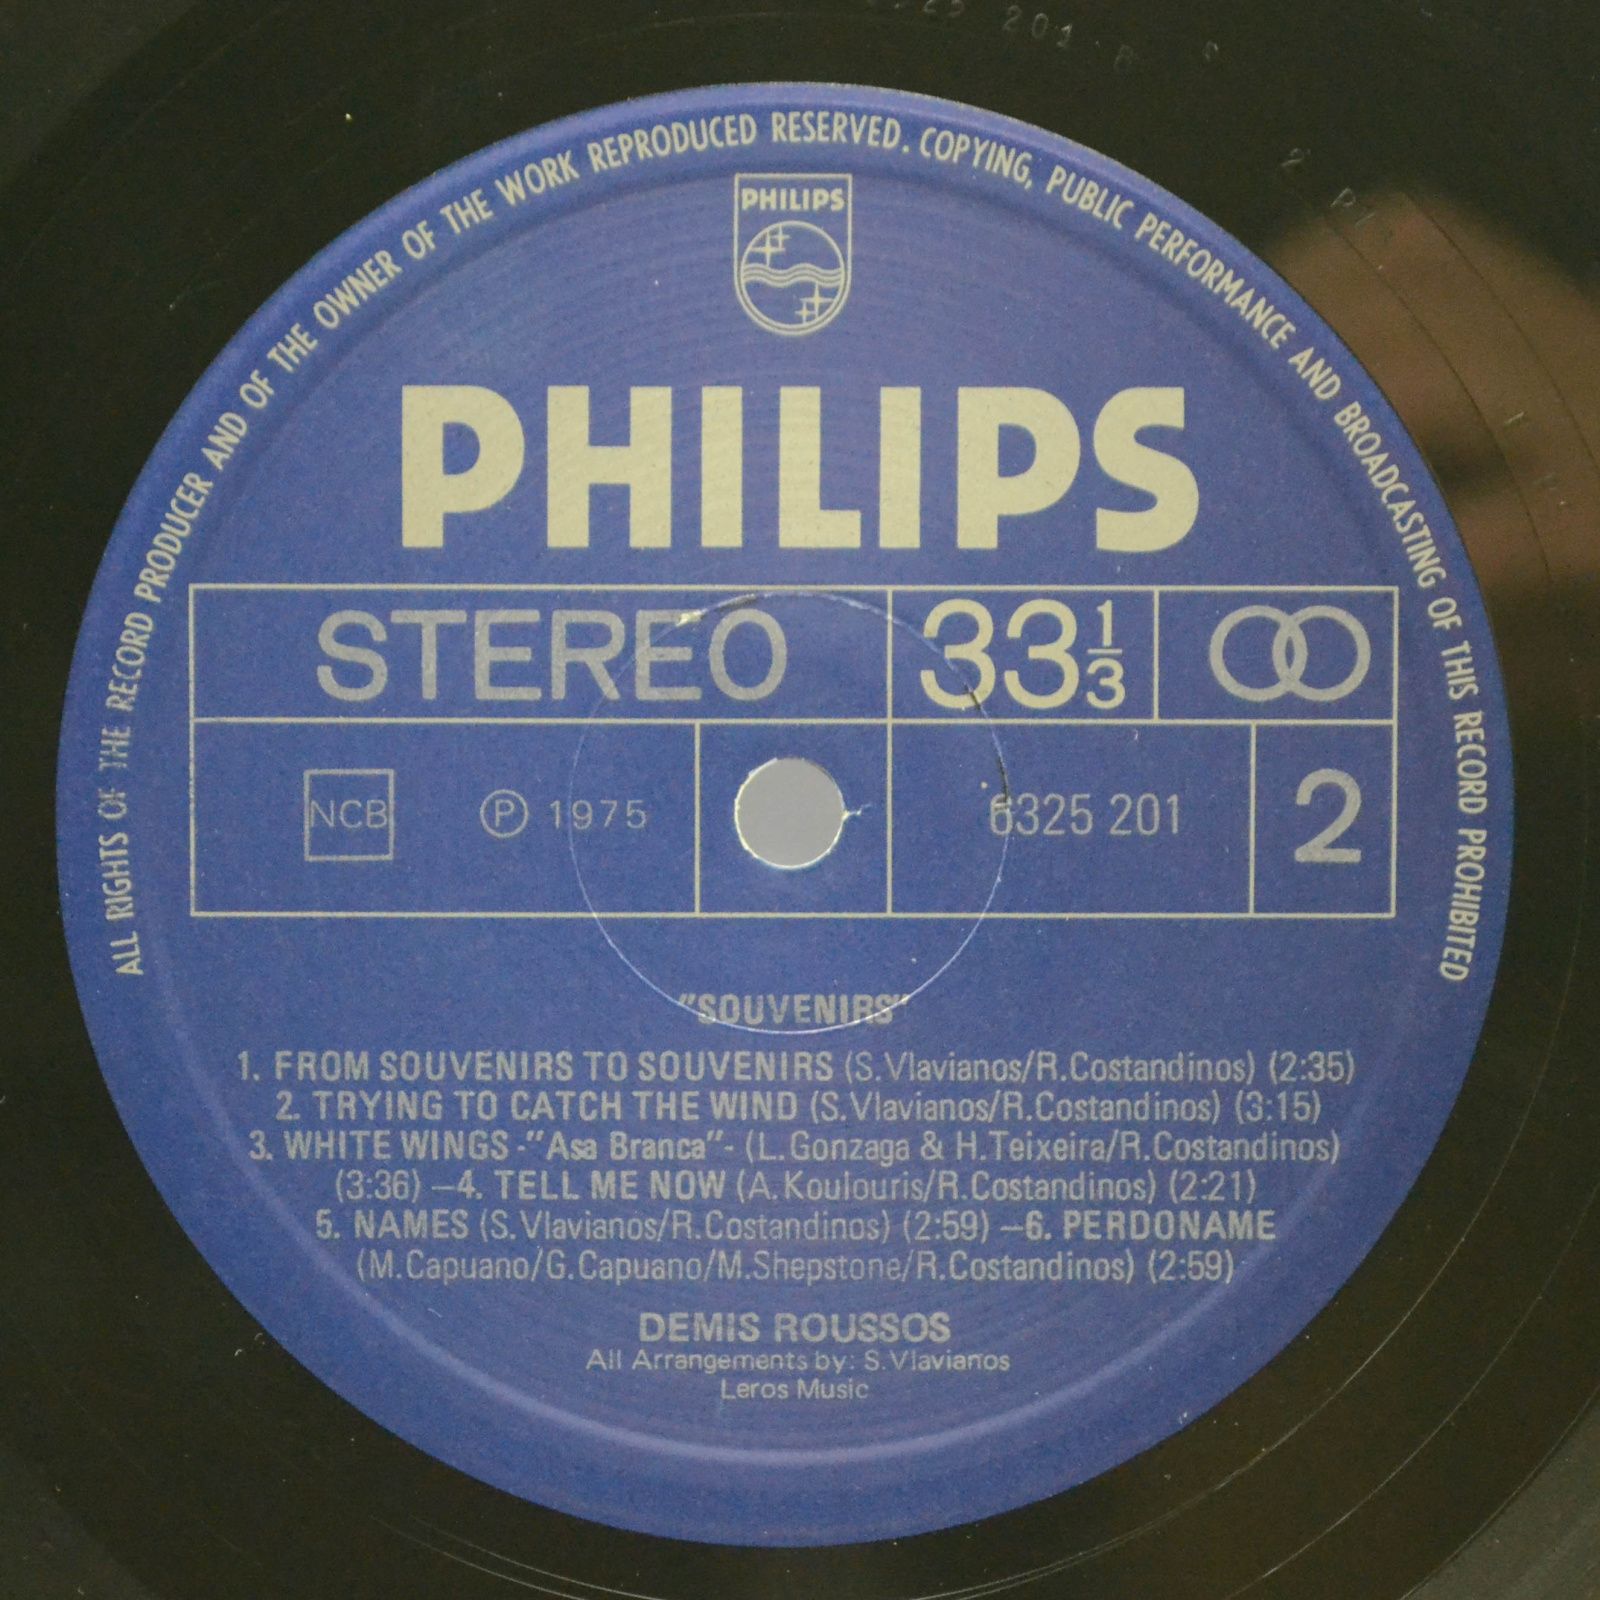 ALL RIGHTS OF THE RECORD PRODUCER AND OF THE OWNER OF THE WORK REPRODUCED RESERVED. COPYING, PUBLIC PERFORMANCE AND BROADCASTING OF THIS RECORD PROHIBITED
PHILIPS
PHILIPS
STEREO 33 1/3
NCB ℗ 1975 6325 201 2
"SOUVENIRS"
1. FROM SOUVENIRS TO SOUVENIRS (S.Vlavianos/R.Costandinos) (2:35)
2. TRYING TO CATCH THE WIND (S.Vlavianos/R.Costandinos) (3:15)
3. WHITE WINGS -"Asa Branca"- (L.Gonzaga & H.Teixeira/R.Costandinos)
(3:36) —4. TELL ME NOW (A.Koulouris/R.Costandinos) (2:21)
5. NAMES (S.Vlavianos/R.Costandinos) (2:59) —6. PERDONAME
(M.Capuano/G.Capuano/M.Shepstone/R.Costandinos) (2:59)
DEMIS ROUSSOS
All Arrangements by: S.Vlavianos
Leros Music